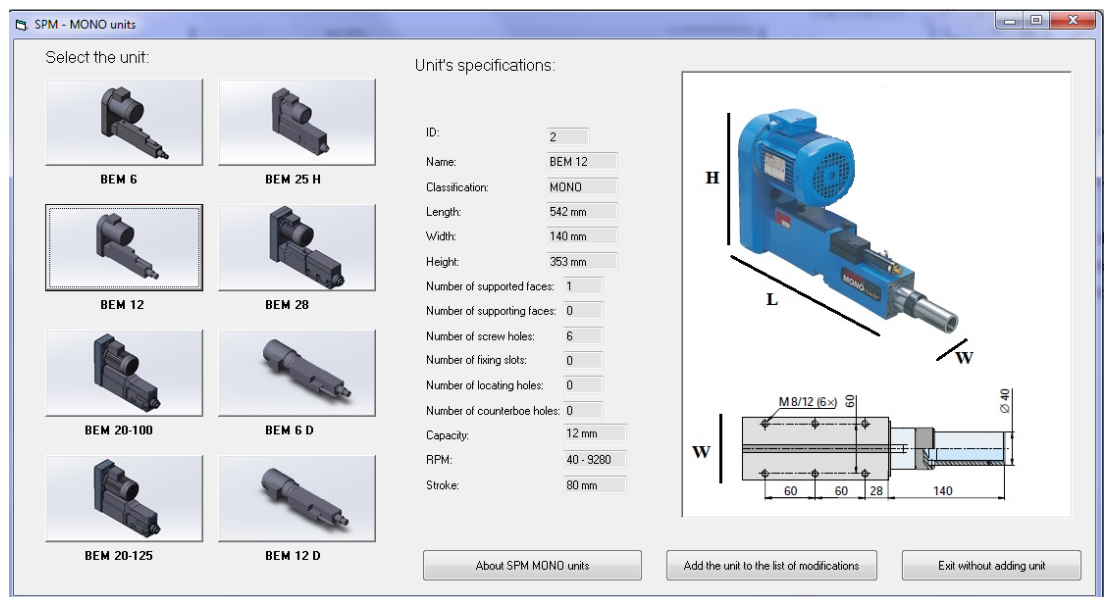 SPM - MONO units
Select the unit:
BEM 6
BEM 25 H
BEM 12
BEM 28
BEM 20-100
BEM 6 D
BEM 20-125
BEM 12 D
Unit's specifications:
ID: 2
Name: BEM 12
Classification: MONO
Length: 542 mm
Width: 140 mm
Height: 353 mm
Number of supported faces: 1
Number of supporting faces: 0
Number of screw holes: 6
Number of fixing slots: 0
Number of locating holes: 0
Number of counterboe holes: 0
Capacity: 12 mm
RPM: 40 - 9280
Stroke: 80 mm
H
L
W
MONO
M 8/12 (6×)
60
Ø 40
W
60 60 28 140
About SPM MONO units
Add the unit to the list of modifications
Exit without adding unit